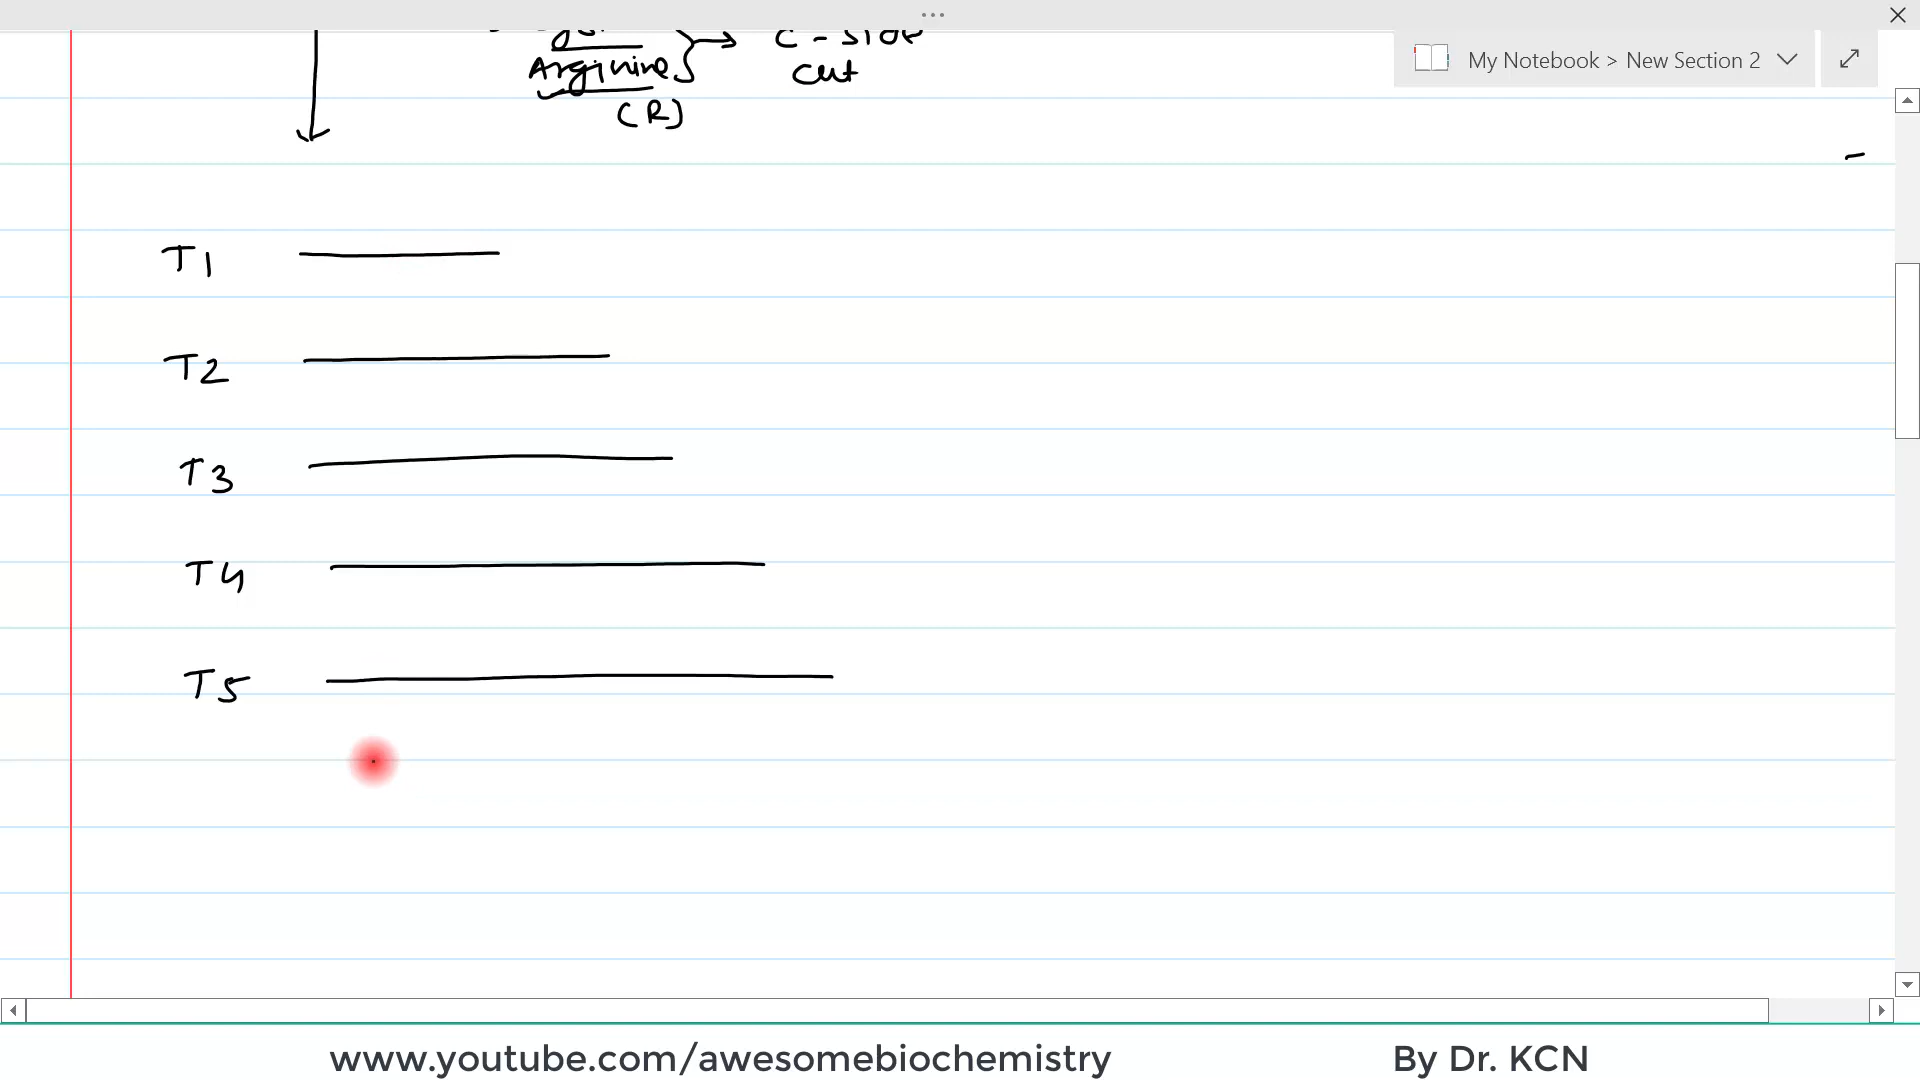 C - side
Arginine cut
(R)
My Notebook > New Section 2
T1
T2
T3
T4
T5
www.youtube.com/awesomebiochemistry By Dr. KCN